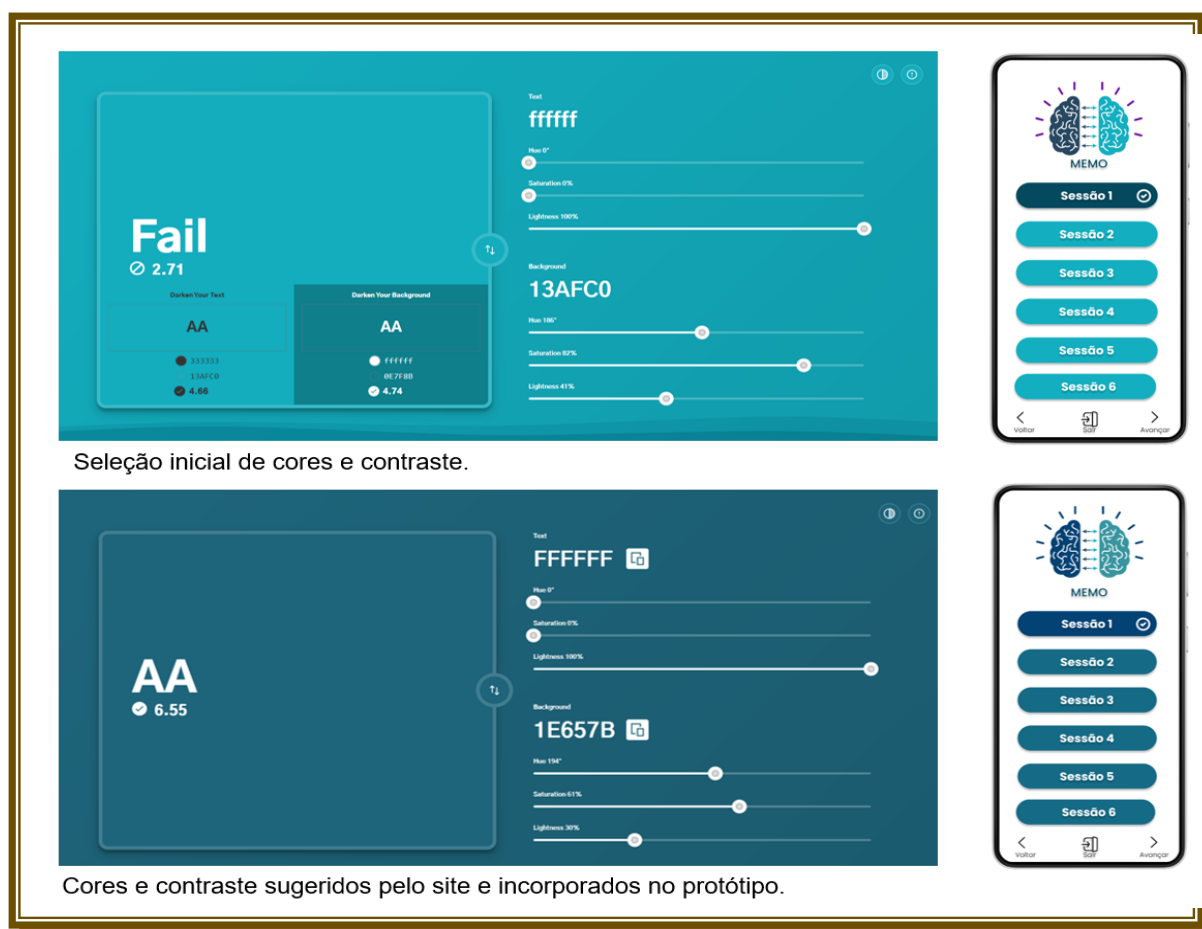 Text
ffffff
Hue 0°
Saturation 0%
Lightness 100%
Fail
2.71
Darken Your Text
Darken Your Background
AA
AA
333333
ffffff
13AFC0
0E7F8B
4.66
4.74
Background
13AFC0
Hue 186°
Saturation 82%
Lightness 41%
MEMO
Sessão 1
Sessão 2
Sessão 3
Sessão 4
Sessão 5
Sessão 6
Voltar
Sair
Avançar
Seleção inicial de cores e contraste.
Text
FFFFFF
Hue 0°
Saturation 0%
Lightness 100%
AA
6.55
Background
1E657B
Hue 194°
Saturation 61%
Lightness 30%
MEMO
Sessão 1
Sessão 2
Sessão 3
Sessão 4
Sessão 5
Sessão 6
Voltar
Sair
Avançar
Cores e contraste sugeridos pelo site e incorporados no protótipo.